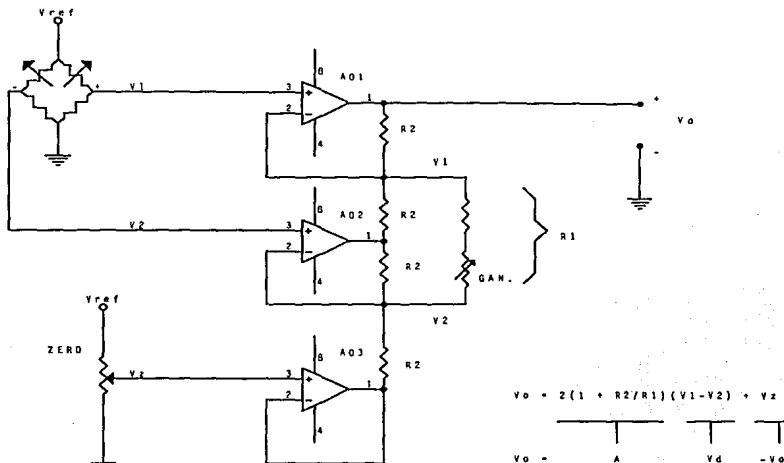 Vref
8 AO1
- + V1 3 + 1
2 - R2 + Vo
4 V1 -
8 AO2 R2
V2 3 + 1 R1
2 - R2 GAN.
4
Vref V2
ZERO 8 AO3 R2
Vz 3 + 1
2 -
4
Vo = 2(1 + R2/R1)(V1-V2) + Vz
Vo = A Vd -Vo